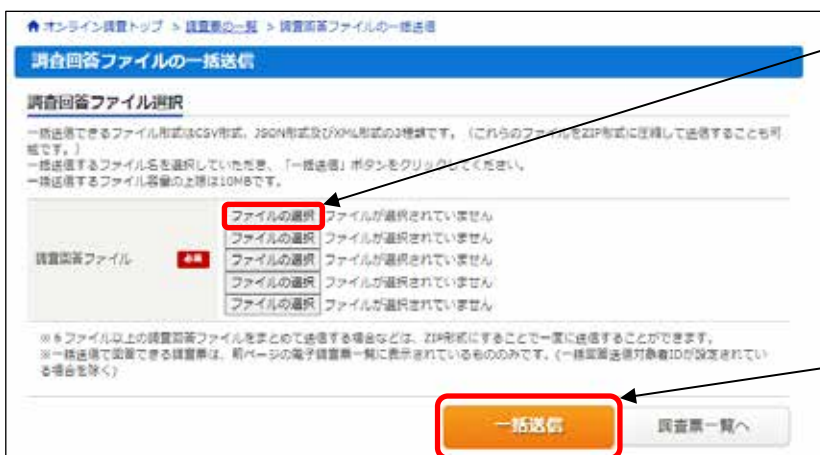 オンライン調査トップ > 調査票の一覧 > 調査回答ファイルの一括送信
調査回答ファイルの一括送信
調査回答ファイル選択
一括送信できるファイル形式はCSV形式、JSON形式及びXML形式の3種類です。（これらのファイルをZIP形式に圧縮して送信することも可
能です。）
一括送信するファイル名を選択していただき、「一括送信」ボタンをクリックしてください。
一括送信するファイル容量の上限は10MBです。
ファイルの選択 ファイルが選択されていません
ファイルの選択 ファイルが選択されていません
調査回答ファイル 必須 ファイルの選択 ファイルが選択されていません
ファイルの選択 ファイルが選択されていません
ファイルの選択 ファイルが選択されていません
※6ファイル以上の調査回答ファイルをまとめて送信する場合などは、ZIP形式にすることで一度に送信することができます。
※一括送信で回答できる調査票は、前ページの電子調査票一覧に表示されているもののみです。(一括回答送信対象者IDが設定されてい
る場合を除く)
一括送信 調査票一覧へ